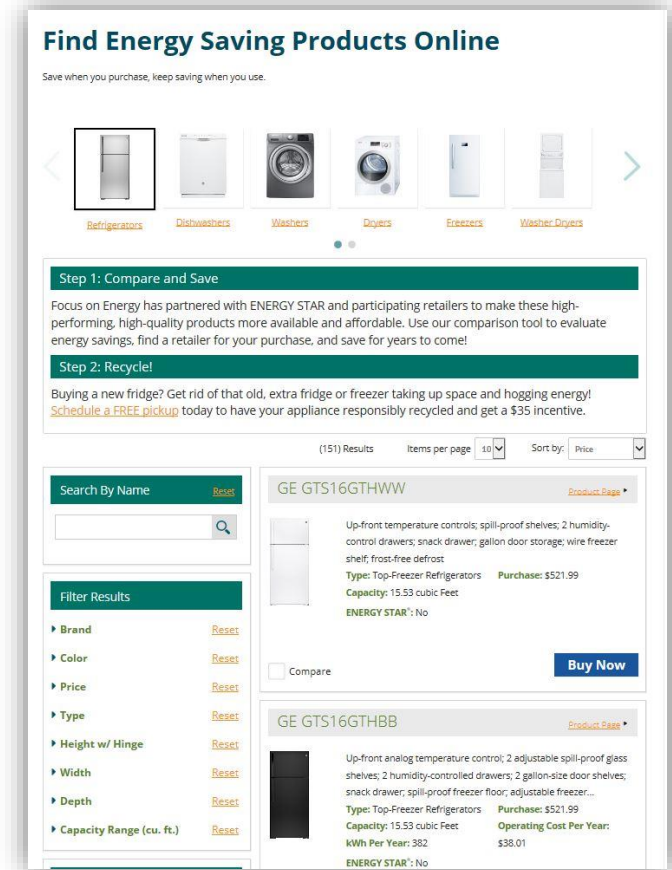 Find Energy Saving Products Online
Save when you purchase, keep saving when you use.
Refrigerators Dishwashers Washers Dryers Freezers Washer Dryers
Step 1: Compare and Save
Focus on Energy has partnered with ENERGY STAR and participating retailers to make these high-
performing, high-quality products more available and affordable. Use our comparison tool to evaluate
energy savings, find a retailer for your purchase, and save for years to come!
Step 2: Recycle!
Buying a new fridge? Get rid of that old, extra fridge or freezer taking up space and hogging energy!
Schedule a FREE pickup today to have your appliance responsibly recycled and get a $35 incentive.
(151) Results Items per page 10 Sort by: Price
Search By Name Reset
Filter Results
Brand Reset
Color Reset
Price Reset
Type Reset
Height w/ Hinge Reset
Width Reset
Depth Reset
Capacity Range (cu. ft.) Reset
GE GTS16GTHWW Product Page
Up-front temperature controls; spill-proof shelves; 2 humidity-
control drawers; snack drawer; gallon door storage; wire freezer
shelf; frost-free defrost
Type: Top-Freezer Refrigerators Purchase: $521.99
Capacity: 15.53 cubic Feet
ENERGY STAR®: No
Compare Buy Now
GE GTS16GTHBB Product Page
Up-front analog temperature control; 2 adjustable spill-proof glass
shelves; 2 humidity-controlled drawers; 2 gallon-size door shelves;
snack drawer; spill-proof freezer floor; adjustable freezer...
Type: Top-Freezer Refrigerators Purchase: $521.99
Capacity: 15.53 cubic Feet Operating Cost Per Year:
kWh Per Year: 382 $38.01
ENERGY STAR®: No